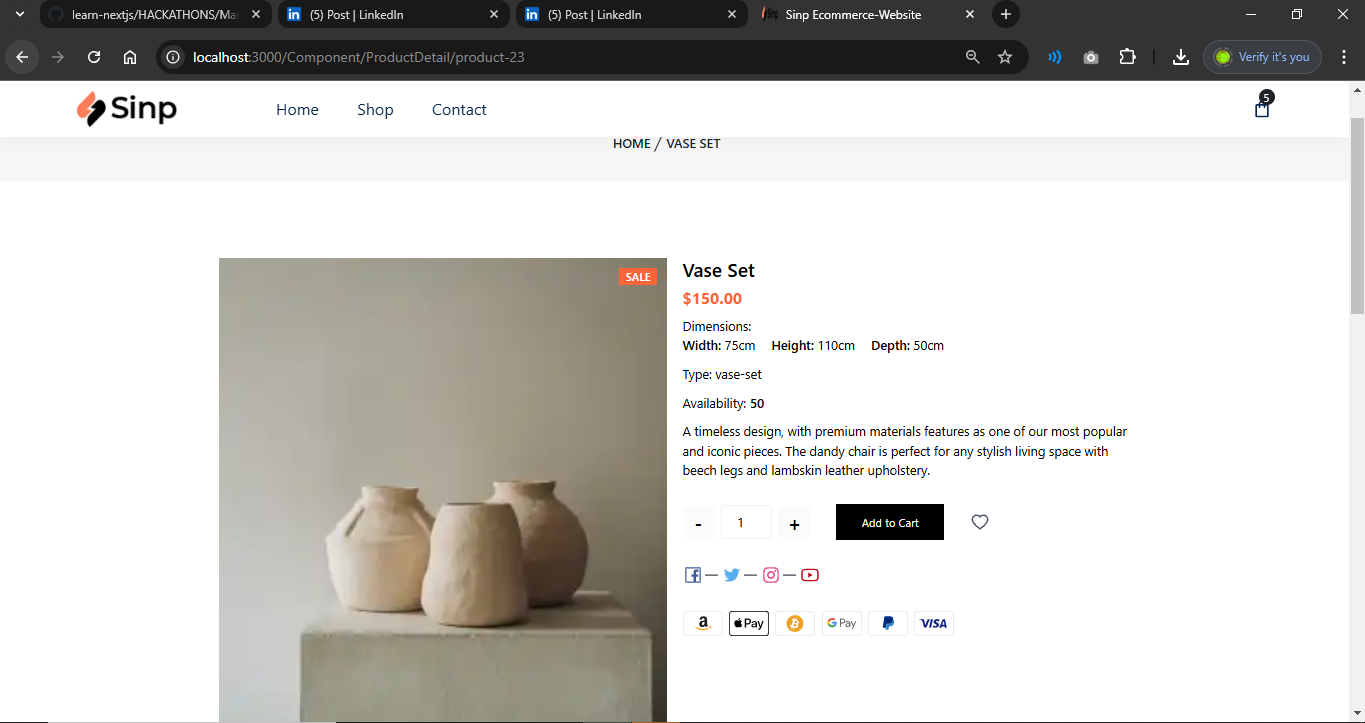 learn-nextjs/HACKATHONS/Ma
(5) Post | LinkedIn
(5) Post | LinkedIn
Sinp Ecommerce-Website
localhost:3000/Component/ProductDetail/product-23
Verify it's you
Sinp
Home
Shop
Contact
5
HOME / VASE SET
SALE
Vase Set
$150.00
Dimensions:
Width: 75cm Height: 110cm Depth: 50cm
Type: vase-set
Availability: 50
A timeless design, with premium materials features as one of our most popular
and iconic pieces. The dandy chair is perfect for any stylish living space with
beech legs and lambskin leather upholstery.
- 1 + Add to Cart
a Pay G Pay VISA